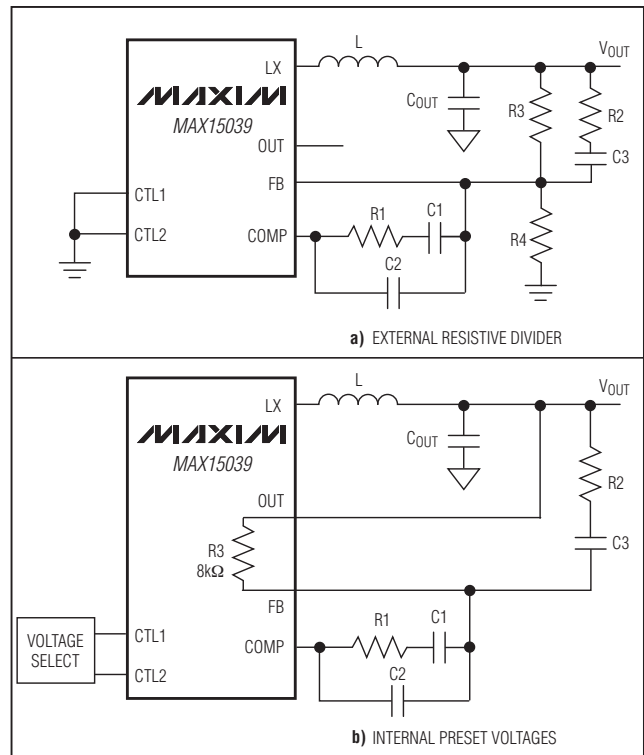 LX
L
VOUT
MAXIM
MAX15039
COUT
R3
R2
C3
OUT
FB
CTL1
CTL2
COMP
R1
C1
C2
R4
a) EXTERNAL RESISTIVE DIVIDER
LX
L
VOUT
MAXIM
MAX15039
COUT
R2
C3
OUT
R3
8kΩ
FB
VOLTAGE
SELECT
CTL1
CTL2
COMP
R1
C1
C2
b) INTERNAL PRESET VOLTAGES